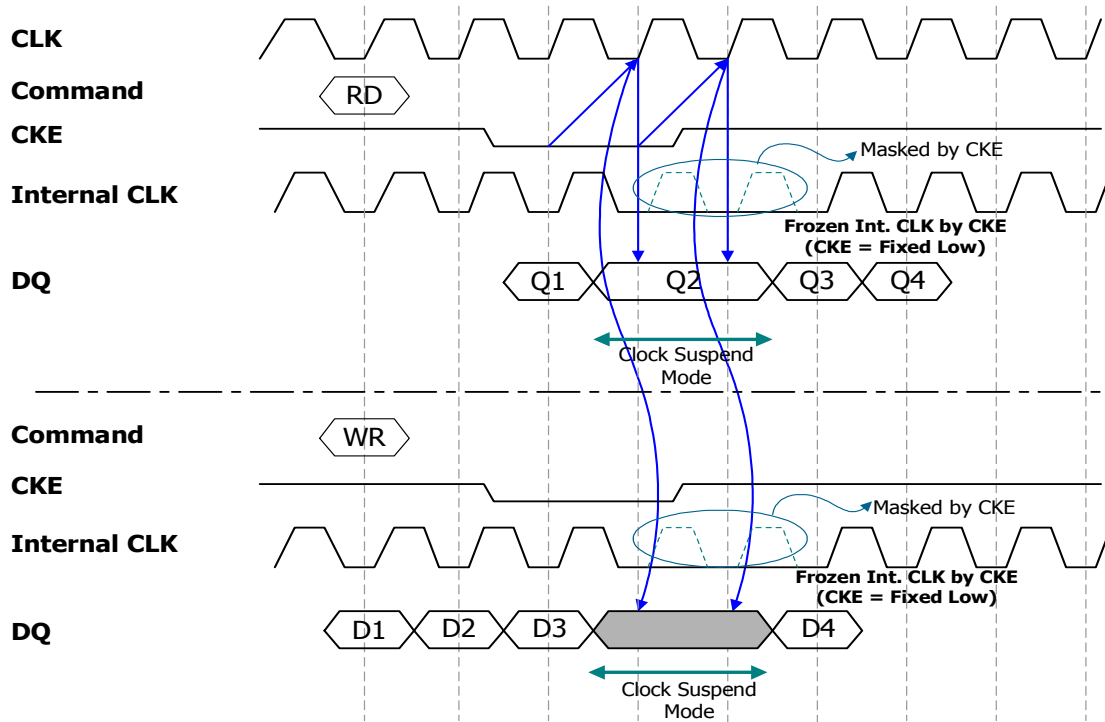 CLK
Command
RD
CKE
Masked by CKE
Internal CLK
Frozen Int. CLK by CKE
(CKE = Fixed Low)
DQ
Q1 Q2 Q3 Q4
Clock Suspend
Mode
Command
WR
CKE
Masked by CKE
Internal CLK
Frozen Int. CLK by CKE
(CKE = Fixed Low)
DQ
D1 D2 D3 D4
Clock Suspend
Mode